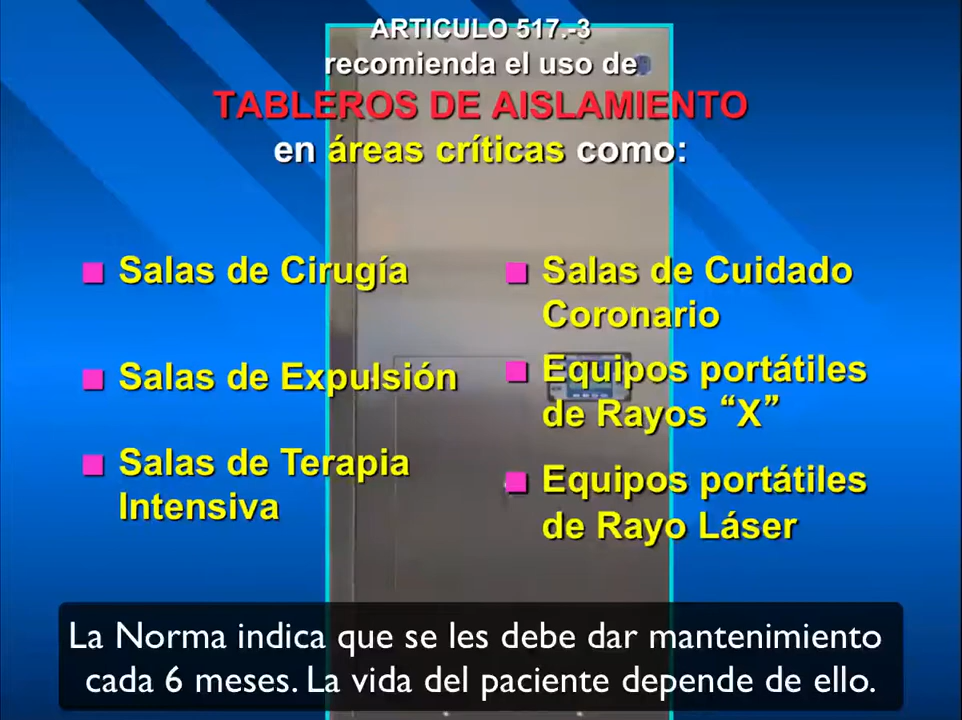 ARTICULO 517.-3
recomienda el uso de
TABLEROS DE AISLAMIENTO
en áreas críticas como:
Salas de Cirugía
Salas de Expulsión
Salas de Terapia
Intensiva
Salas de Cuidado
Coronario
Equipos portátiles
de Rayos “X”
Equipos portátiles
de Rayo Láser
La Norma indica que se les debe dar mantenimiento
cada 6 meses. La vida del paciente depende de ello.